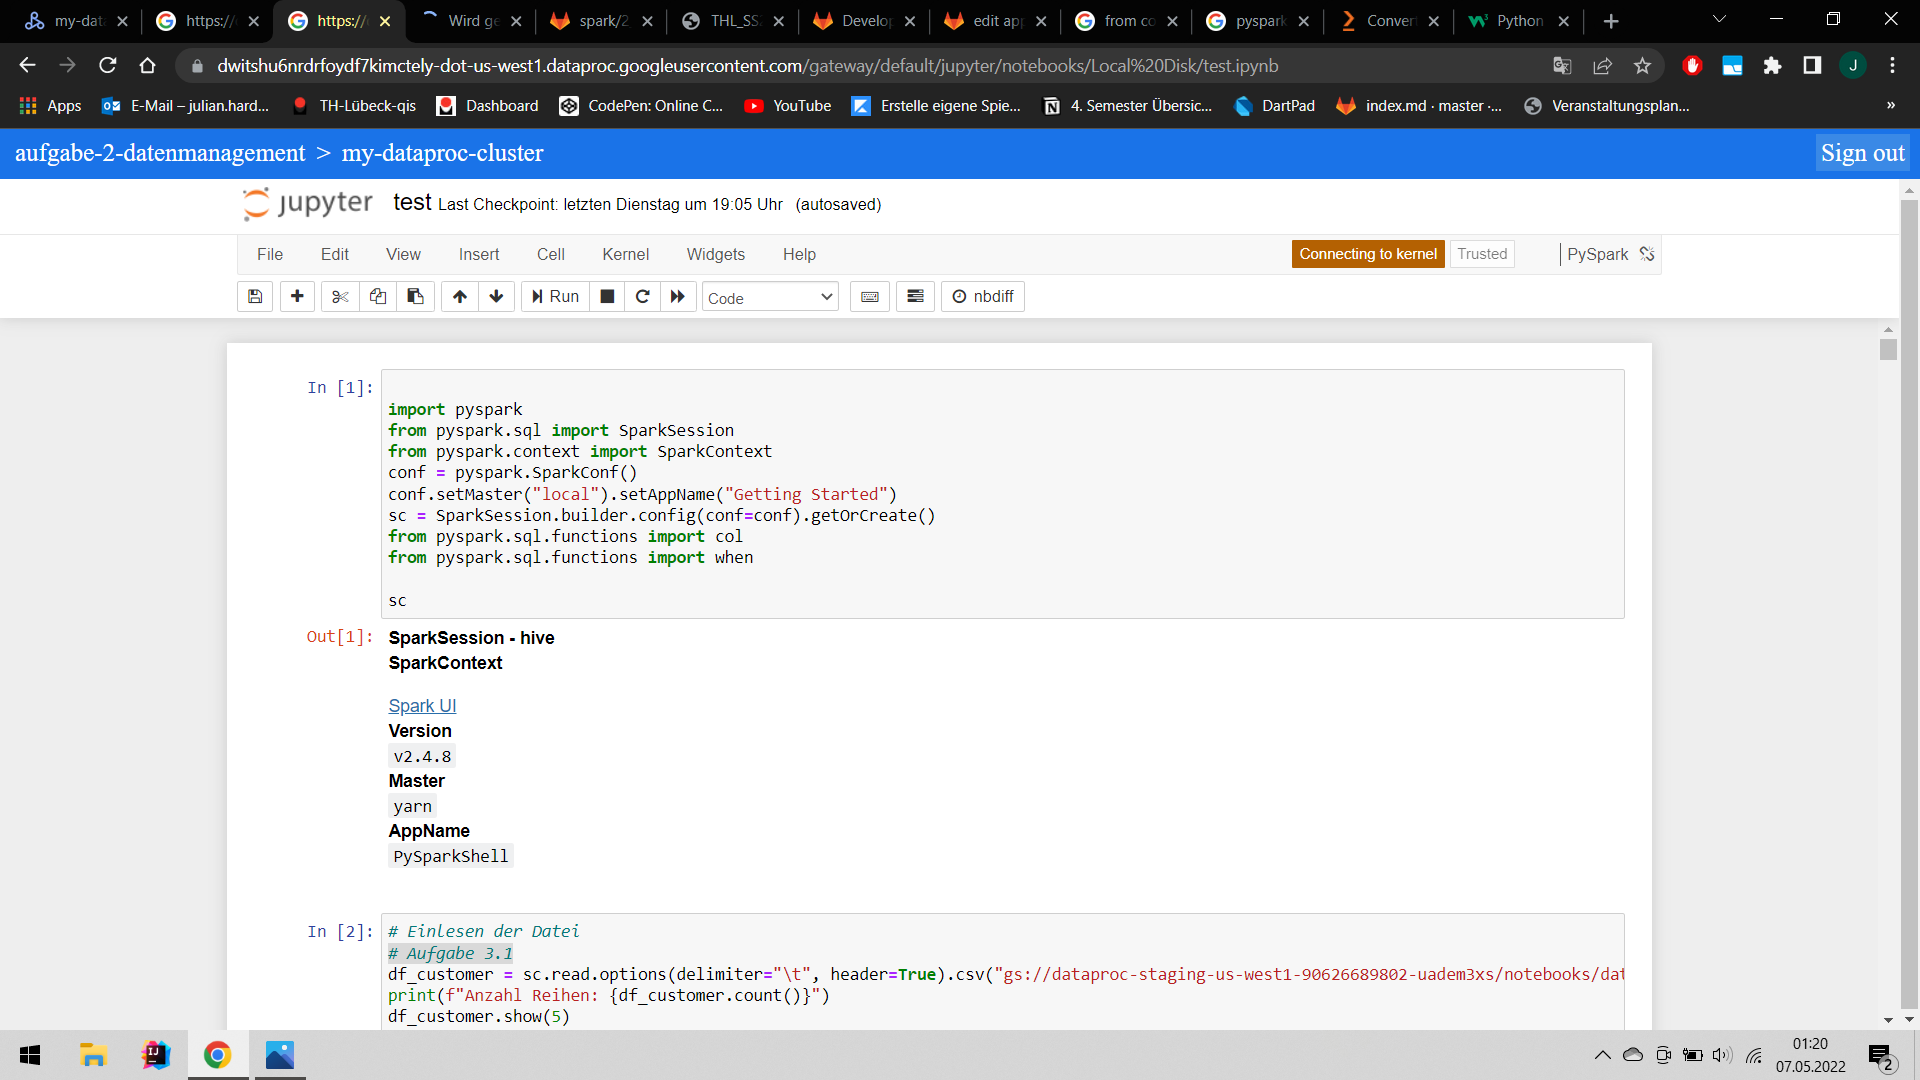 my-dat
https://
https://
Wird ge
spark/2
THL_SS
Develop
edit app
from co
pyspark
Conver
Python
dwitshu6nrdrfoydf7kimctely-dot-us-west1.dataproc.googleusercontent.com/gateway/default/jupyter/notebooks/Local%20Disk/test.ipynb
J
Apps
E-Mail – julian.hard...
TH-Lübeck-qis
Dashboard
CodePen: Online C...
YouTube
Erstelle eigene Spie...
4. Semester Übersic...
DartPad
index.md · master ·...
Veranstaltungsplan...
»
aufgabe-2-datenmanagement > my-dataproc-cluster
Sign out
jupyter test Last Checkpoint: letzten Dienstag um 19:05 Uhr (autosaved)
File Edit View Insert Cell Kernel Widgets Help
Connecting to kernel Trusted PySpark
Run Code nbdiff
In [1]:
import pyspark
from pyspark.sql import SparkSession
from pyspark.context import SparkContext
conf = pyspark.SparkConf()
conf.setMaster("local").setAppName("Getting Started")
sc = SparkSession.builder.config(conf=conf).getOrCreate()
from pyspark.sql.functions import col
from pyspark.sql.functions import when
sc
Out[1]: SparkSession - hive
SparkContext
Spark UI
Version
v2.4.8
Master
yarn
AppName
PySparkShell
In [2]: # Einlesen der Datei
# Aufgabe 3.1
df_customer = sc.read.options(delimiter="\t", header=True).csv("gs://dataproc-staging-us-west1-90626689802-uadem3xs/notebooks/dat
print(f"Anzahl Reihen: {df_customer.count()}")
df_customer.show(5)
01:20
07.05.2022
2